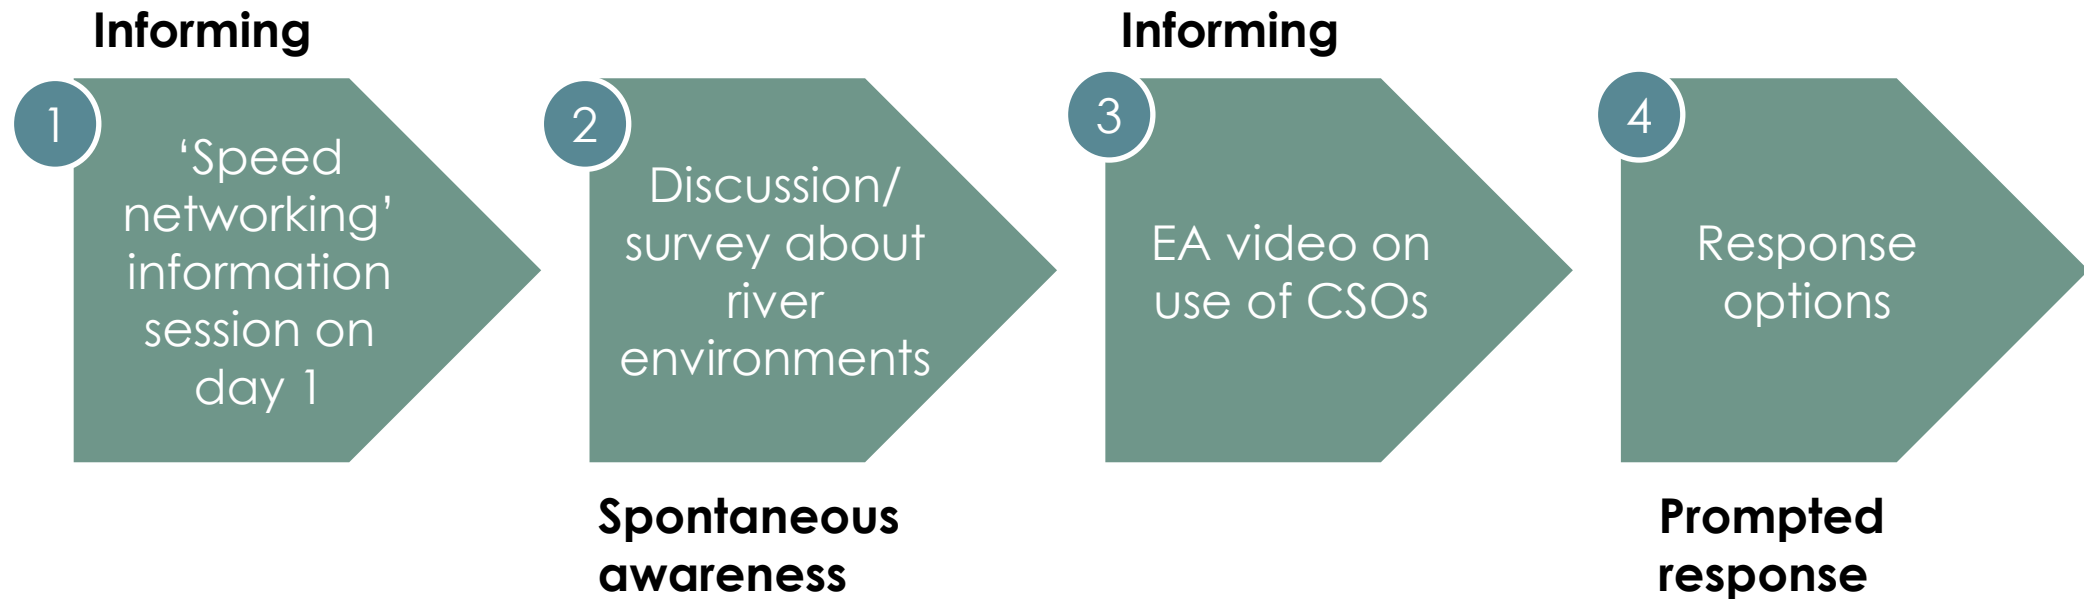 Informing
1
‘Speed
networking’
information
session on
day 1
2
Discussion/
survey about
river
environments
Spontaneous
awareness
Informing
3
EA video on
use of CSOs
4
Response
options
Prompted
response